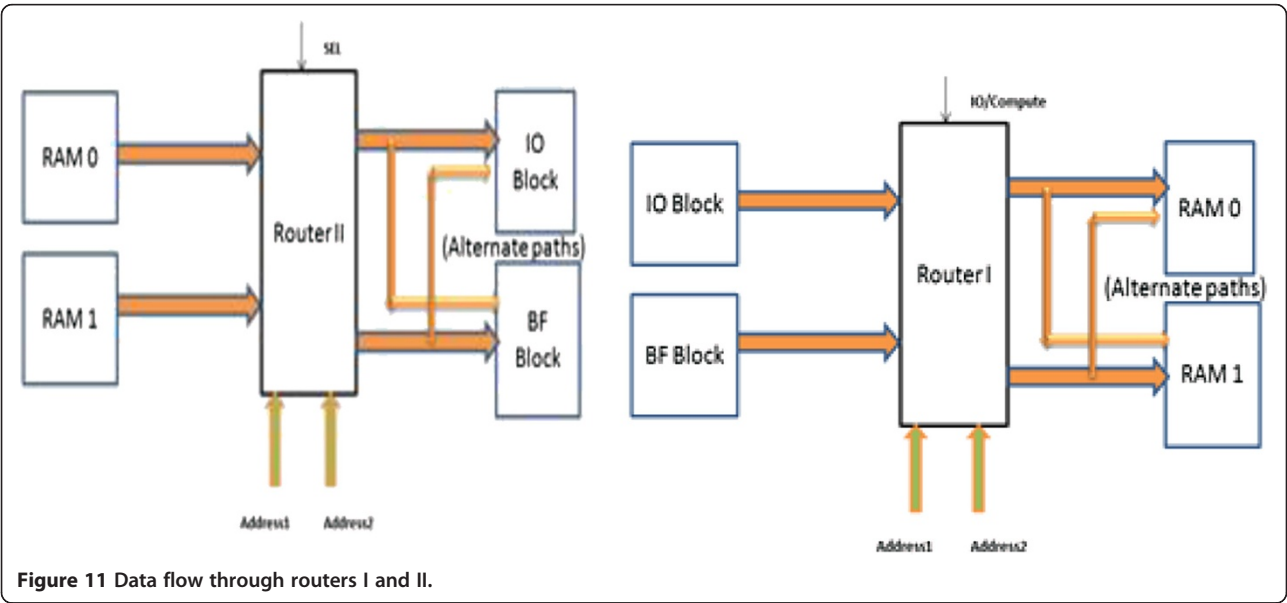 SEL
RAM 0
RAM 1
Router II
IO
Block
(Alternate paths)
BF
Block
Address1
Address2
IO/Compute
IO Block
BF Block
Router I
RAM 0
(Alternate paths)
RAM 1
Address1
Address2
Figure 11 Data flow through routers I and II.